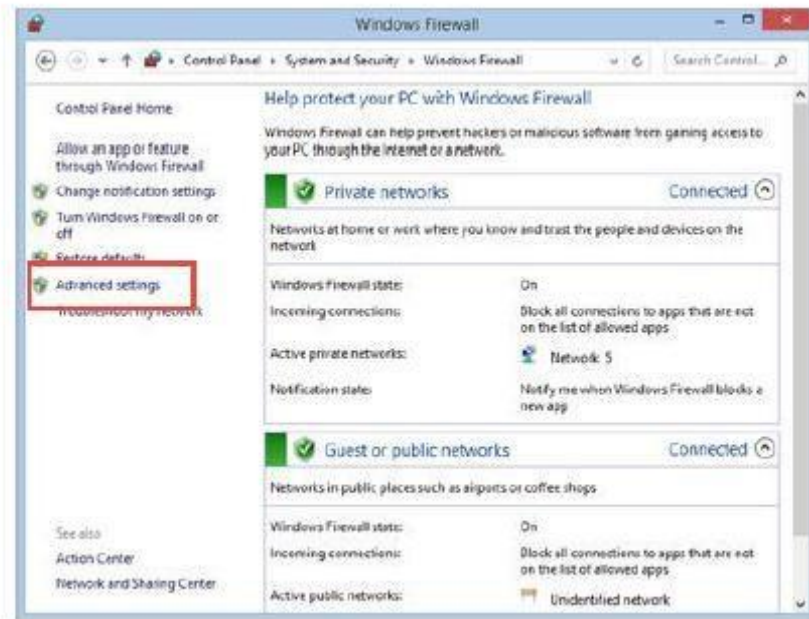 Windows Firewall
Control Panel
System and Security
Windows Firewall
Search Control...
Control Panel Home
Allow an app or feature
through Windows Firewall
Change notification settings
Turn Windows Firewall on or
off
Restore defaults
Advanced settings
Troubleshoot my network
See also
Action Center
Network and Sharing Center
Help protect your PC with Windows Firewall
Windows Firewall can help prevent hackers or malicious software from gaining access to
your PC through the Internet or a network.
Private networks
Connected
Networks at home or work where you know and trust the people and devices on the
network
Windows Firewall state:
On
Incoming connections:
Block all connections to apps that are not
on the list of allowed apps
Active private networks:
Network 5
Notification state:
Notify me when Windows Firewall blocks a
new app
Guest or public networks
Connected
Networks in public places such as airports or coffee shops
Windows Firewall state:
On
Incoming connections:
Block all connections to apps that are not
on the list of allowed apps
Active public networks:
Unidentified network